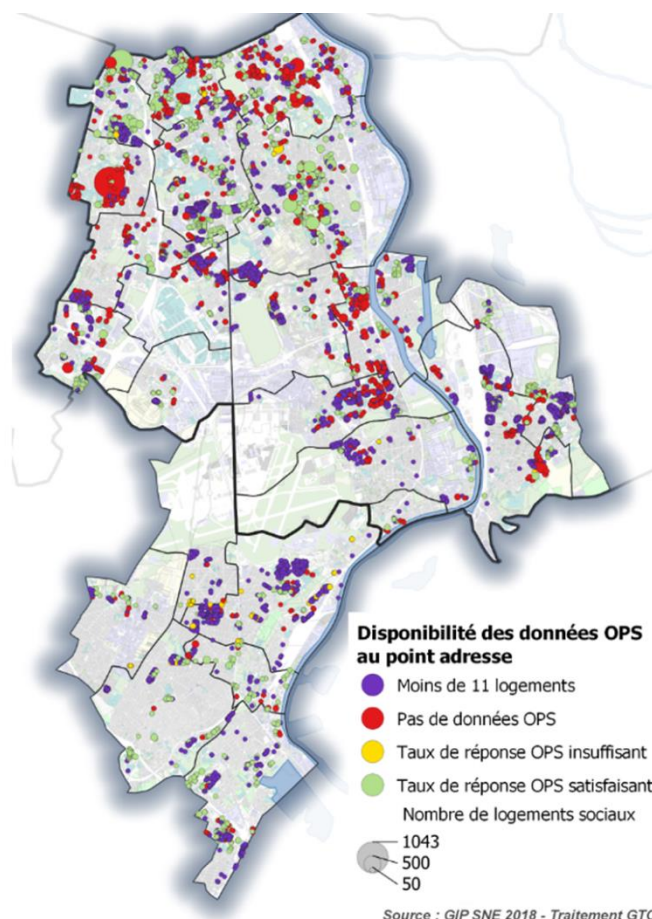 Disponibilité des données OPS
au point adresse
Moins de 11 logements
Pas de données OPS
Taux de réponse OPS insuffisant
Taux de réponse OPS satisfaisant
Nombre de logements sociaux
1043
500
50
Source : GIP SNE 2018 - Traitement GTC